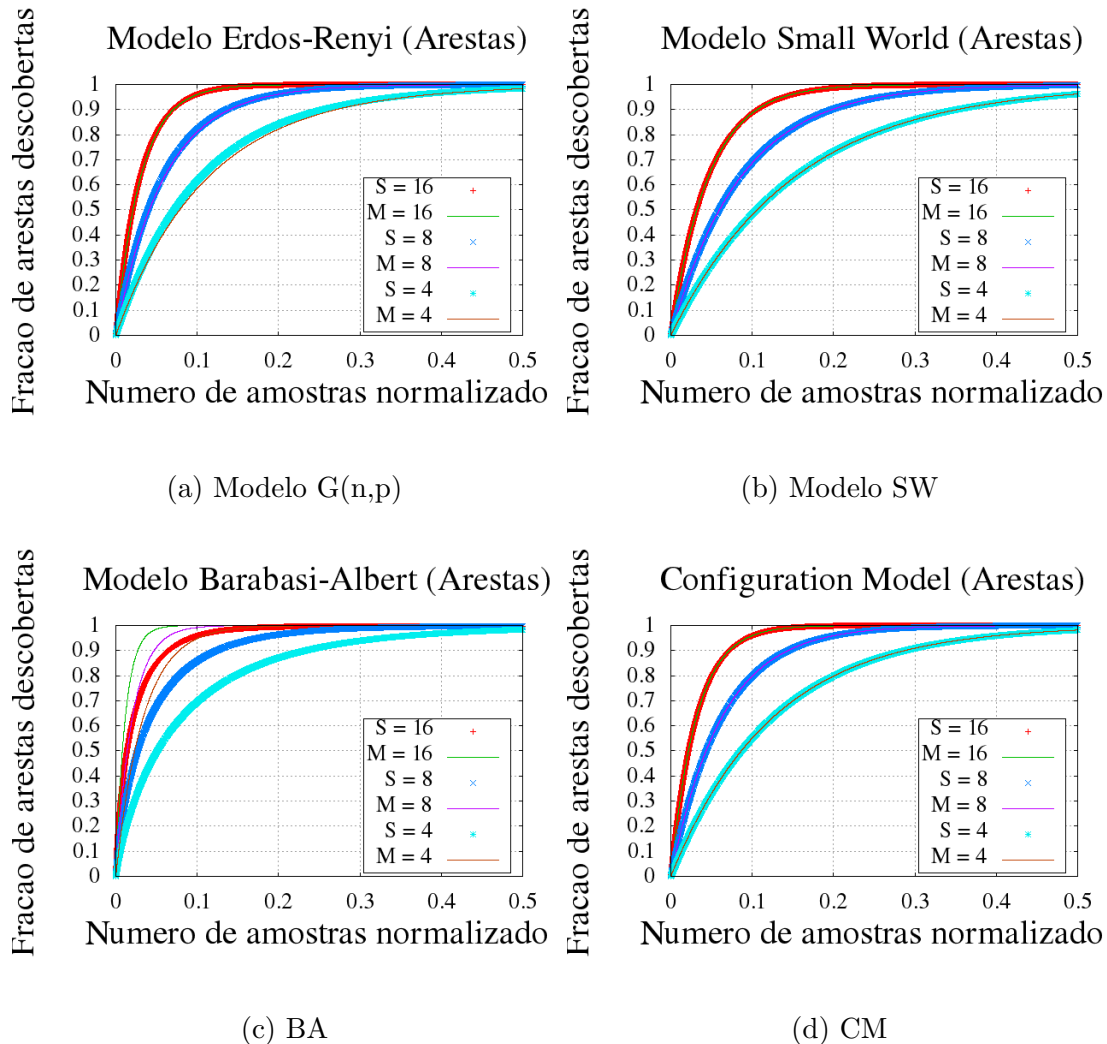 Modelo Erdos-Renyi (Arestas)
Fracao de arestas descobertas
1
0.9
0.8
0.7
0.6
0.5
0.4
0.3
0.2
0.1
0
S = 16
M = 16
S = 8
M = 8
S = 4
M = 4
0 0.1 0.2 0.3 0.4 0.5
Numero de amostras normalizado
(a) Modelo G(n,p)
Modelo Small World (Arestas)
Fracao de arestas descobertas
1
0.9
0.8
0.7
0.6
0.5
0.4
0.3
0.2
0.1
0
S = 16
M = 16
S = 8
M = 8
S = 4
M = 4
0 0.1 0.2 0.3 0.4 0.5
Numero de amostras normalizado
(b) Modelo SW
Modelo Barabasi-Albert (Arestas)
Fracao de arestas descobertas
1
0.9
0.8
0.7
0.6
0.5
0.4
0.3
0.2
0.1
0
S = 16
M = 16
S = 8
M = 8
S = 4
M = 4
0 0.1 0.2 0.3 0.4 0.5
Numero de amostras normalizado
(c) BA
Configuration Model (Arestas)
Fracao de arestas descobertas
1
0.9
0.8
0.7
0.6
0.5
0.4
0.3
0.2
0.1
0
S = 16
M = 16
S = 8
M = 8
S = 4
M = 4
0 0.1 0.2 0.3 0.4 0.5
Numero de amostras normalizado
(d) CM